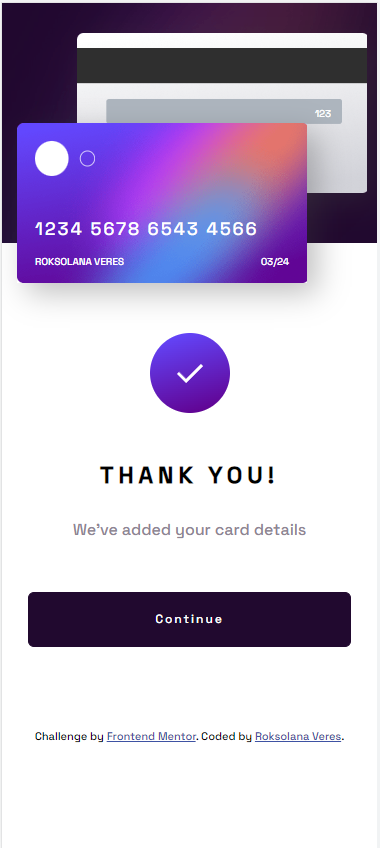 123
1234 5678 6543 4566
ROKSOLANA VERES 03/24
THANK YOU!
We've added your card details
Continue
Challenge by Frontend Mentor. Coded by Roksolana Veres.